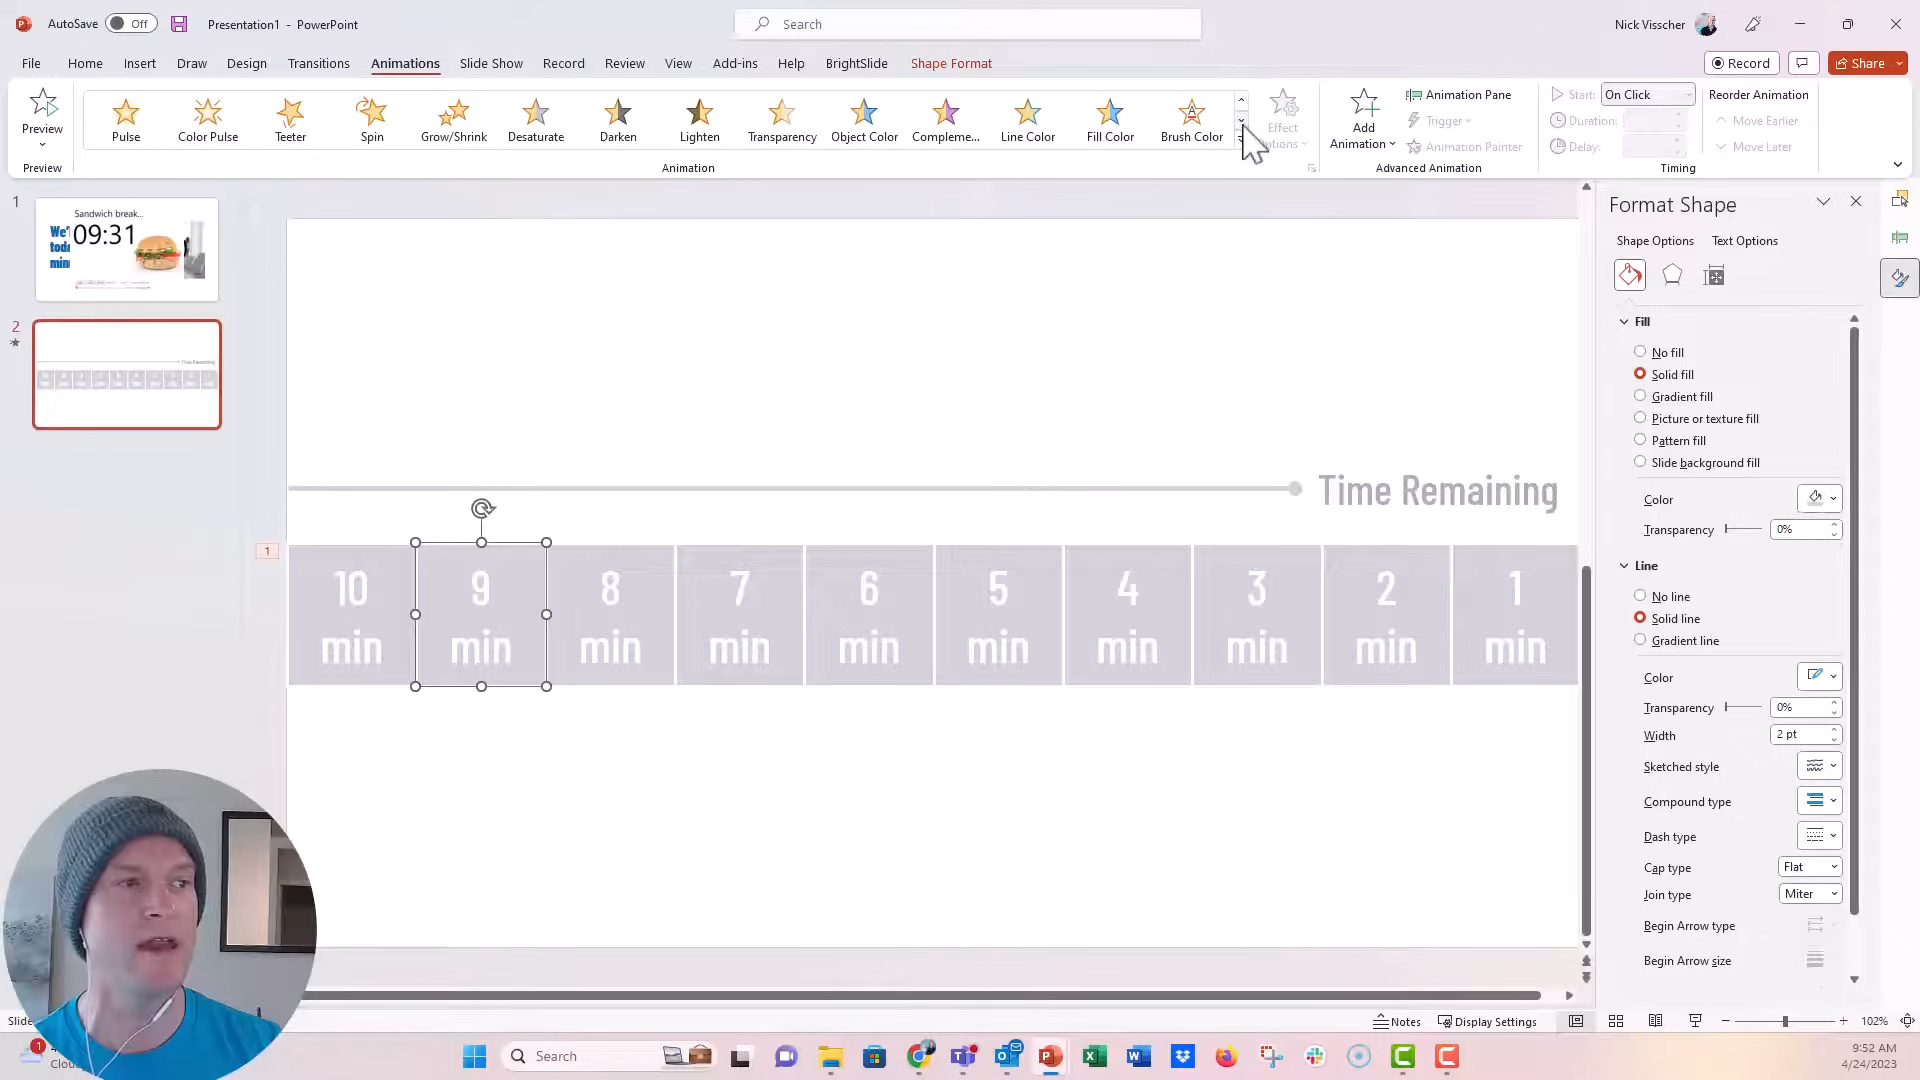 AutoSave Off Presentation1 - PowerPoint Search Nick Visscher
File Home Insert Draw Design Transitions Animations Slide Show Record Review View Add-ins Help BrightSlide Shape Format Record Share
Preview
Pulse Color Pulse Teeter Spin Grow/Shrink Desaturate Darken Lighten Transparency Object Color Compleme... Line Color Fill Color Brush Color
Effect
Options
Add
Animation
Animation Pane
Trigger
Animation Painter
Start: On Click
Duration:
Delay:
Reorder Animation
Move Earlier
Move Later
Preview Animation Advanced Animation Timing
1
Sandwich break...
09:31
2
Time Remaining
1
10 min
9 min
8 min
7 min
6 min
5 min
4 min
3 min
2 min
1 min
Format Shape
Shape Options Text Options
Fill
No fill
Solid fill
Gradient fill
Picture or texture fill
Pattern fill
Slide background fill
Color
Transparency 0%
Line
No line
Solid line
Gradient line
Color
Transparency 0%
Width 2 pt
Sketched style
Compound type
Dash type
Cap type Flat
Join type Miter
Begin Arrow type
Begin Arrow size
Notes Display Settings 102%
1
Search
9:52 AM
4/24/2023